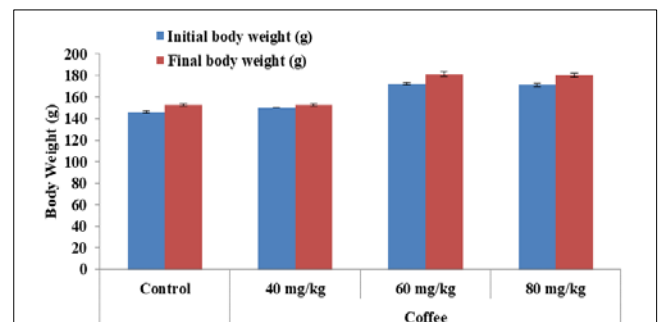 Initial body weight (g)
Final body weight (g)
200
180
160
140
120
100
80
60
40
20
0
Body Weight (g)
Control
40 mg/kg
60 mg/kg
80 mg/kg
Coffee